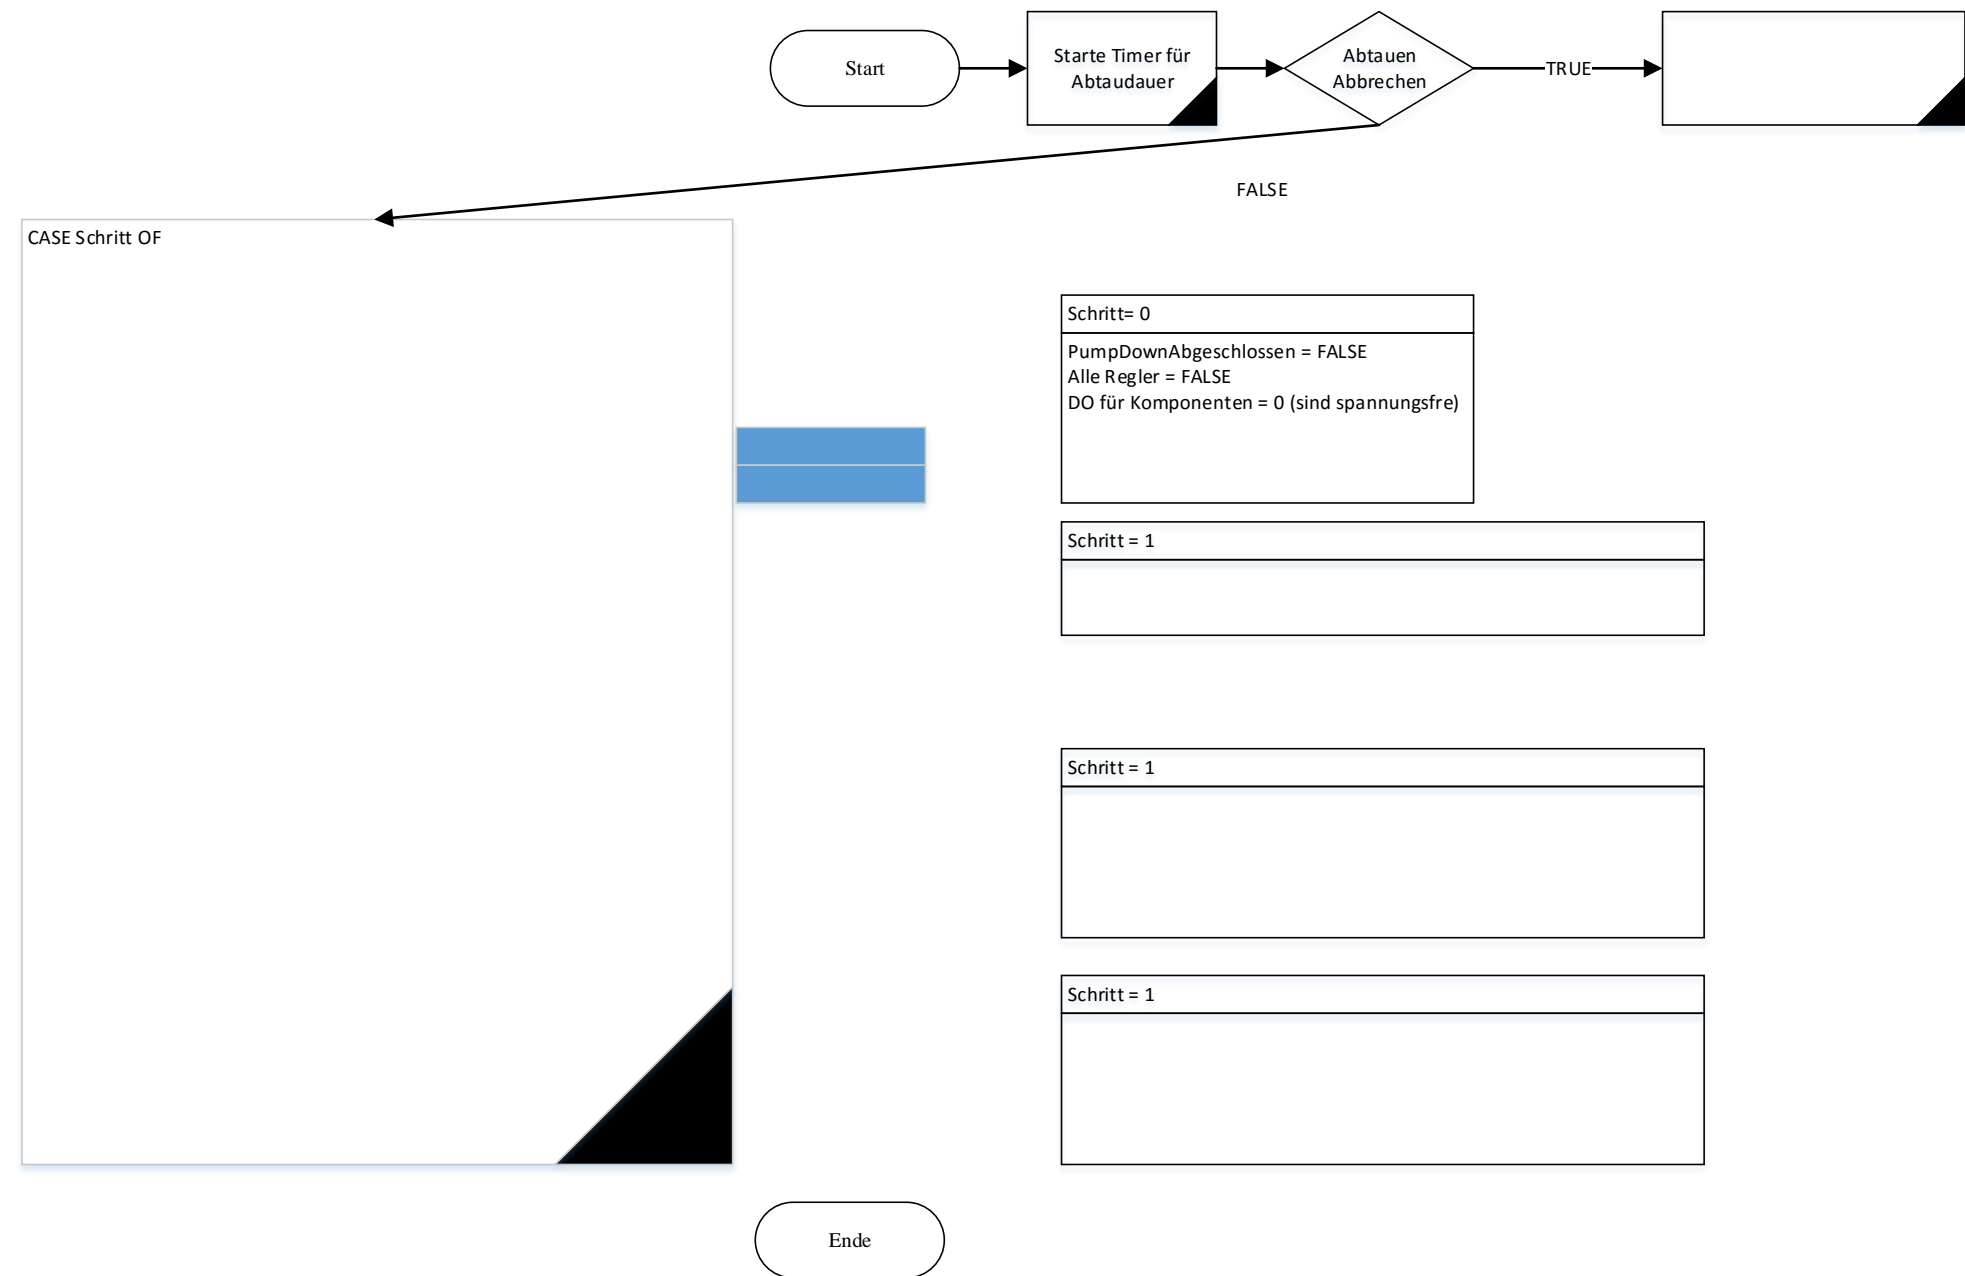 Start
Starte Timer für
Abtaudauer
Abtauen
Abbrechen
TRUE
FALSE
CASE Schritt OF
Schritt= 0
PumpDownAbgeschlossen = FALSE
Alle Regler = FALSE
DO für Komponenten = 0 (sind spannungsfre)
Schritt = 1
Schritt = 1
Schritt = 1
Ende